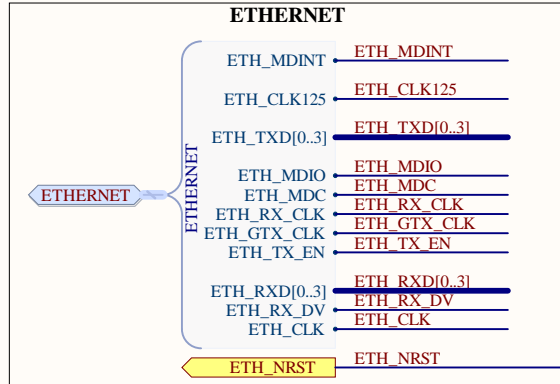 ETHERNET
ETH_MDINT ETH_MDINT
ETH_CLK125 ETH_CLK125
ETH_TXD[0..3] ETH_TXD[0..3]
ETH_MDIO ETH_MDIO
ETHERNET ETHERNET ETH_MDC ETH_MDC
ETH_RX_CLK ETH_RX_CLK
ETH_GTX_CLK ETH_GTX_CLK
ETH_TX_EN ETH_TX_EN
ETH_RXD[0..3] ETH_RXD[0..3]
ETH_RX_DV ETH_RX_DV
ETH_CLK ETH_CLK
ETH_NRST ETH_NRST